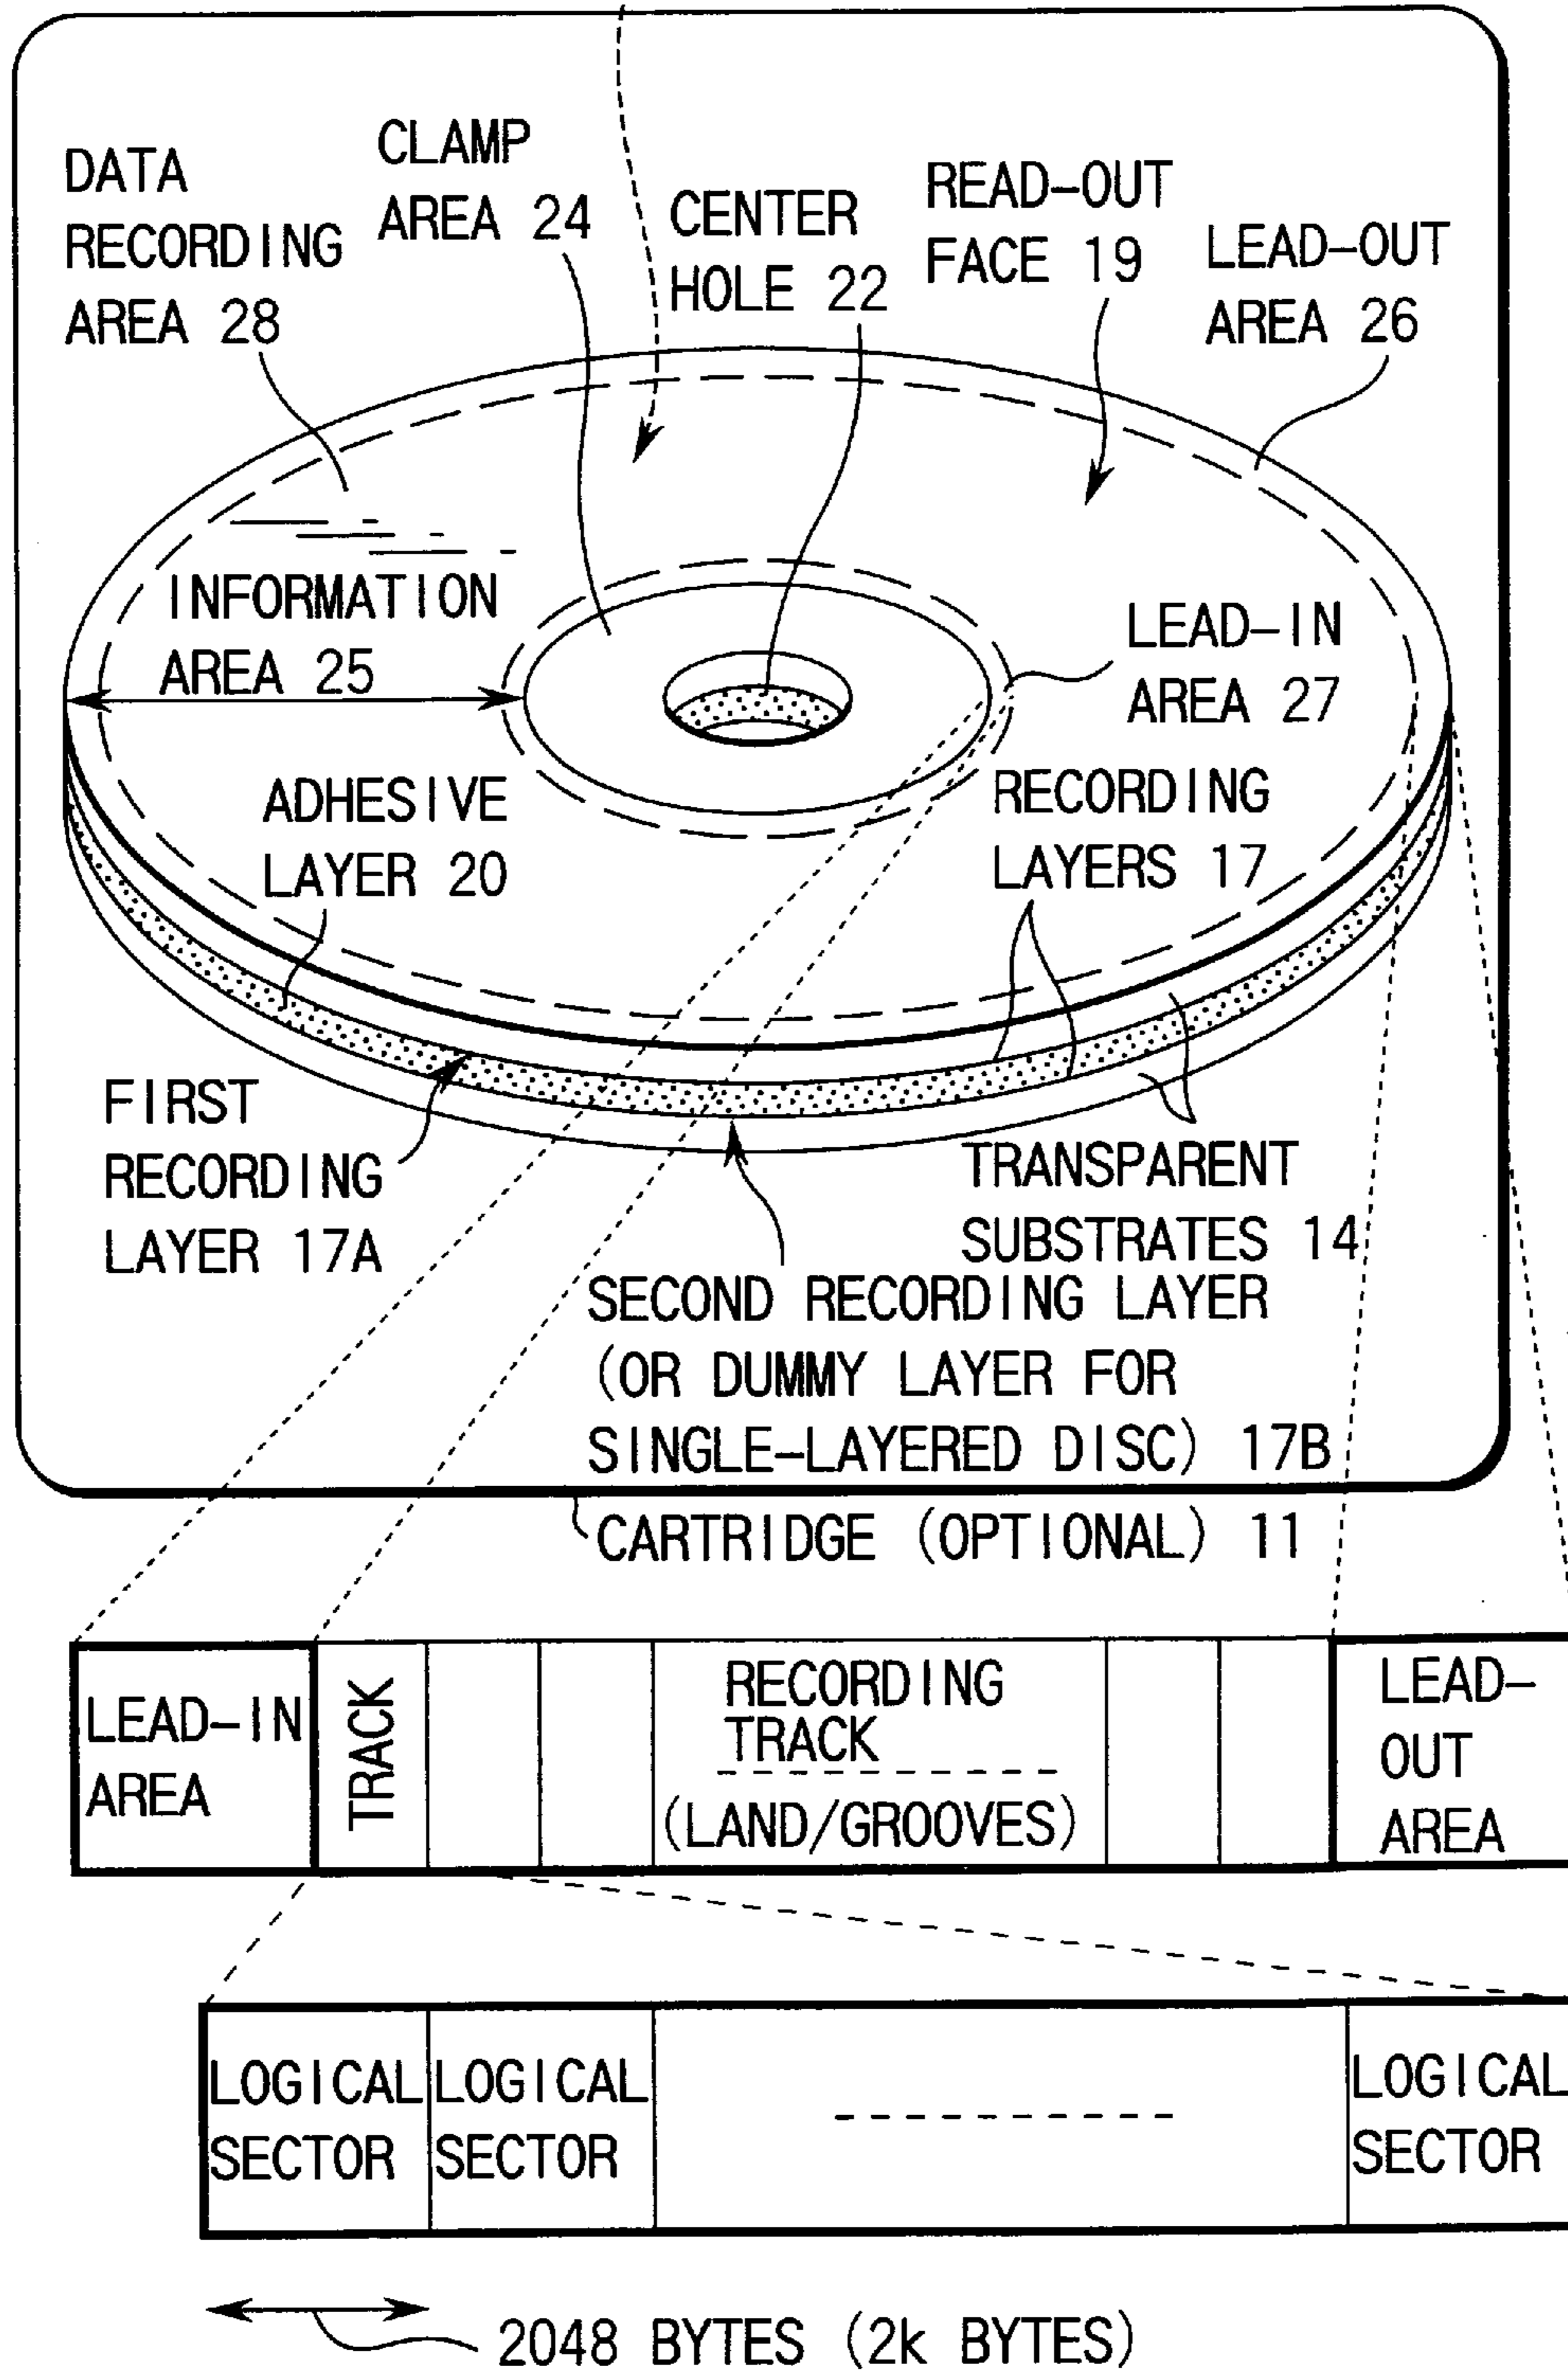 DATA
RECORDING
AREA 28
CLAMP
AREA 24
CENTER
HOLE 22
READ-OUT
FACE 19
LEAD-OUT
AREA 26
INFORMATION
AREA 25
LEAD-IN
AREA 27
ADHESIVE
LAYER 20
RECORDING
LAYERS 17
FIRST
RECORDING
LAYER 17A
TRANSPARENT
SUBSTRATES 14
SECOND RECORDING LAYER
(OR DUMMY LAYER FOR
SINGLE-LAYERED DISC) 17B
CARTRIDGE (OPTIONAL) 11
LEAD-IN
AREA
TRACK
RECORDING
TRACK
(LAND/GROOVES)
LEAD-
OUT
AREA
LOGICAL
SECTOR
LOGICAL
SECTOR
LOGICAL
SECTOR
2048 BYTES (2k BYTES)